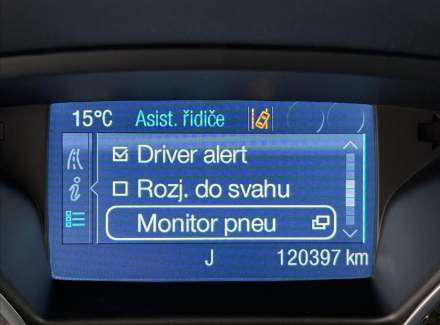 15°C Asist. řidiče
Driver alert
Rozj. do svahu
Monitor pneu
J 120397 km